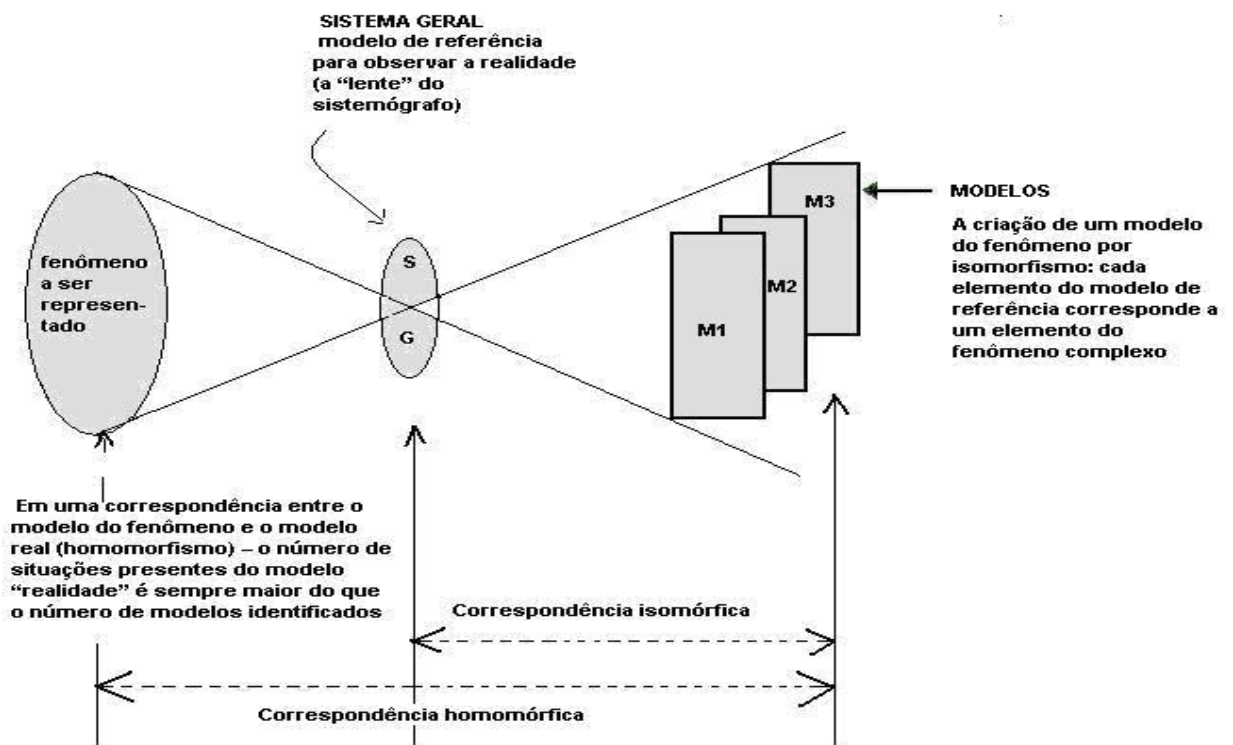 SISTEMA GERAL
modelo de referência
para observar a realidade
(a “lente” do
sistemógrafo)
fenômeno
a ser
represen-
tado
S
G
M1
M2
M3
MODELOS
A criação de um modelo
do fenômeno por
isomorfismo: cada
elemento do modelo de
referência corresponde a
um elemento do
fenômeno complexo
Em uma correspondência entre o
modelo do fenômeno e o modelo
real (homomorfismo) – o número de
situações presentes do modelo
“realidade” é sempre maior do que
o número de modelos identificados
Correspondência isomórfica
Correspondência homomórfica